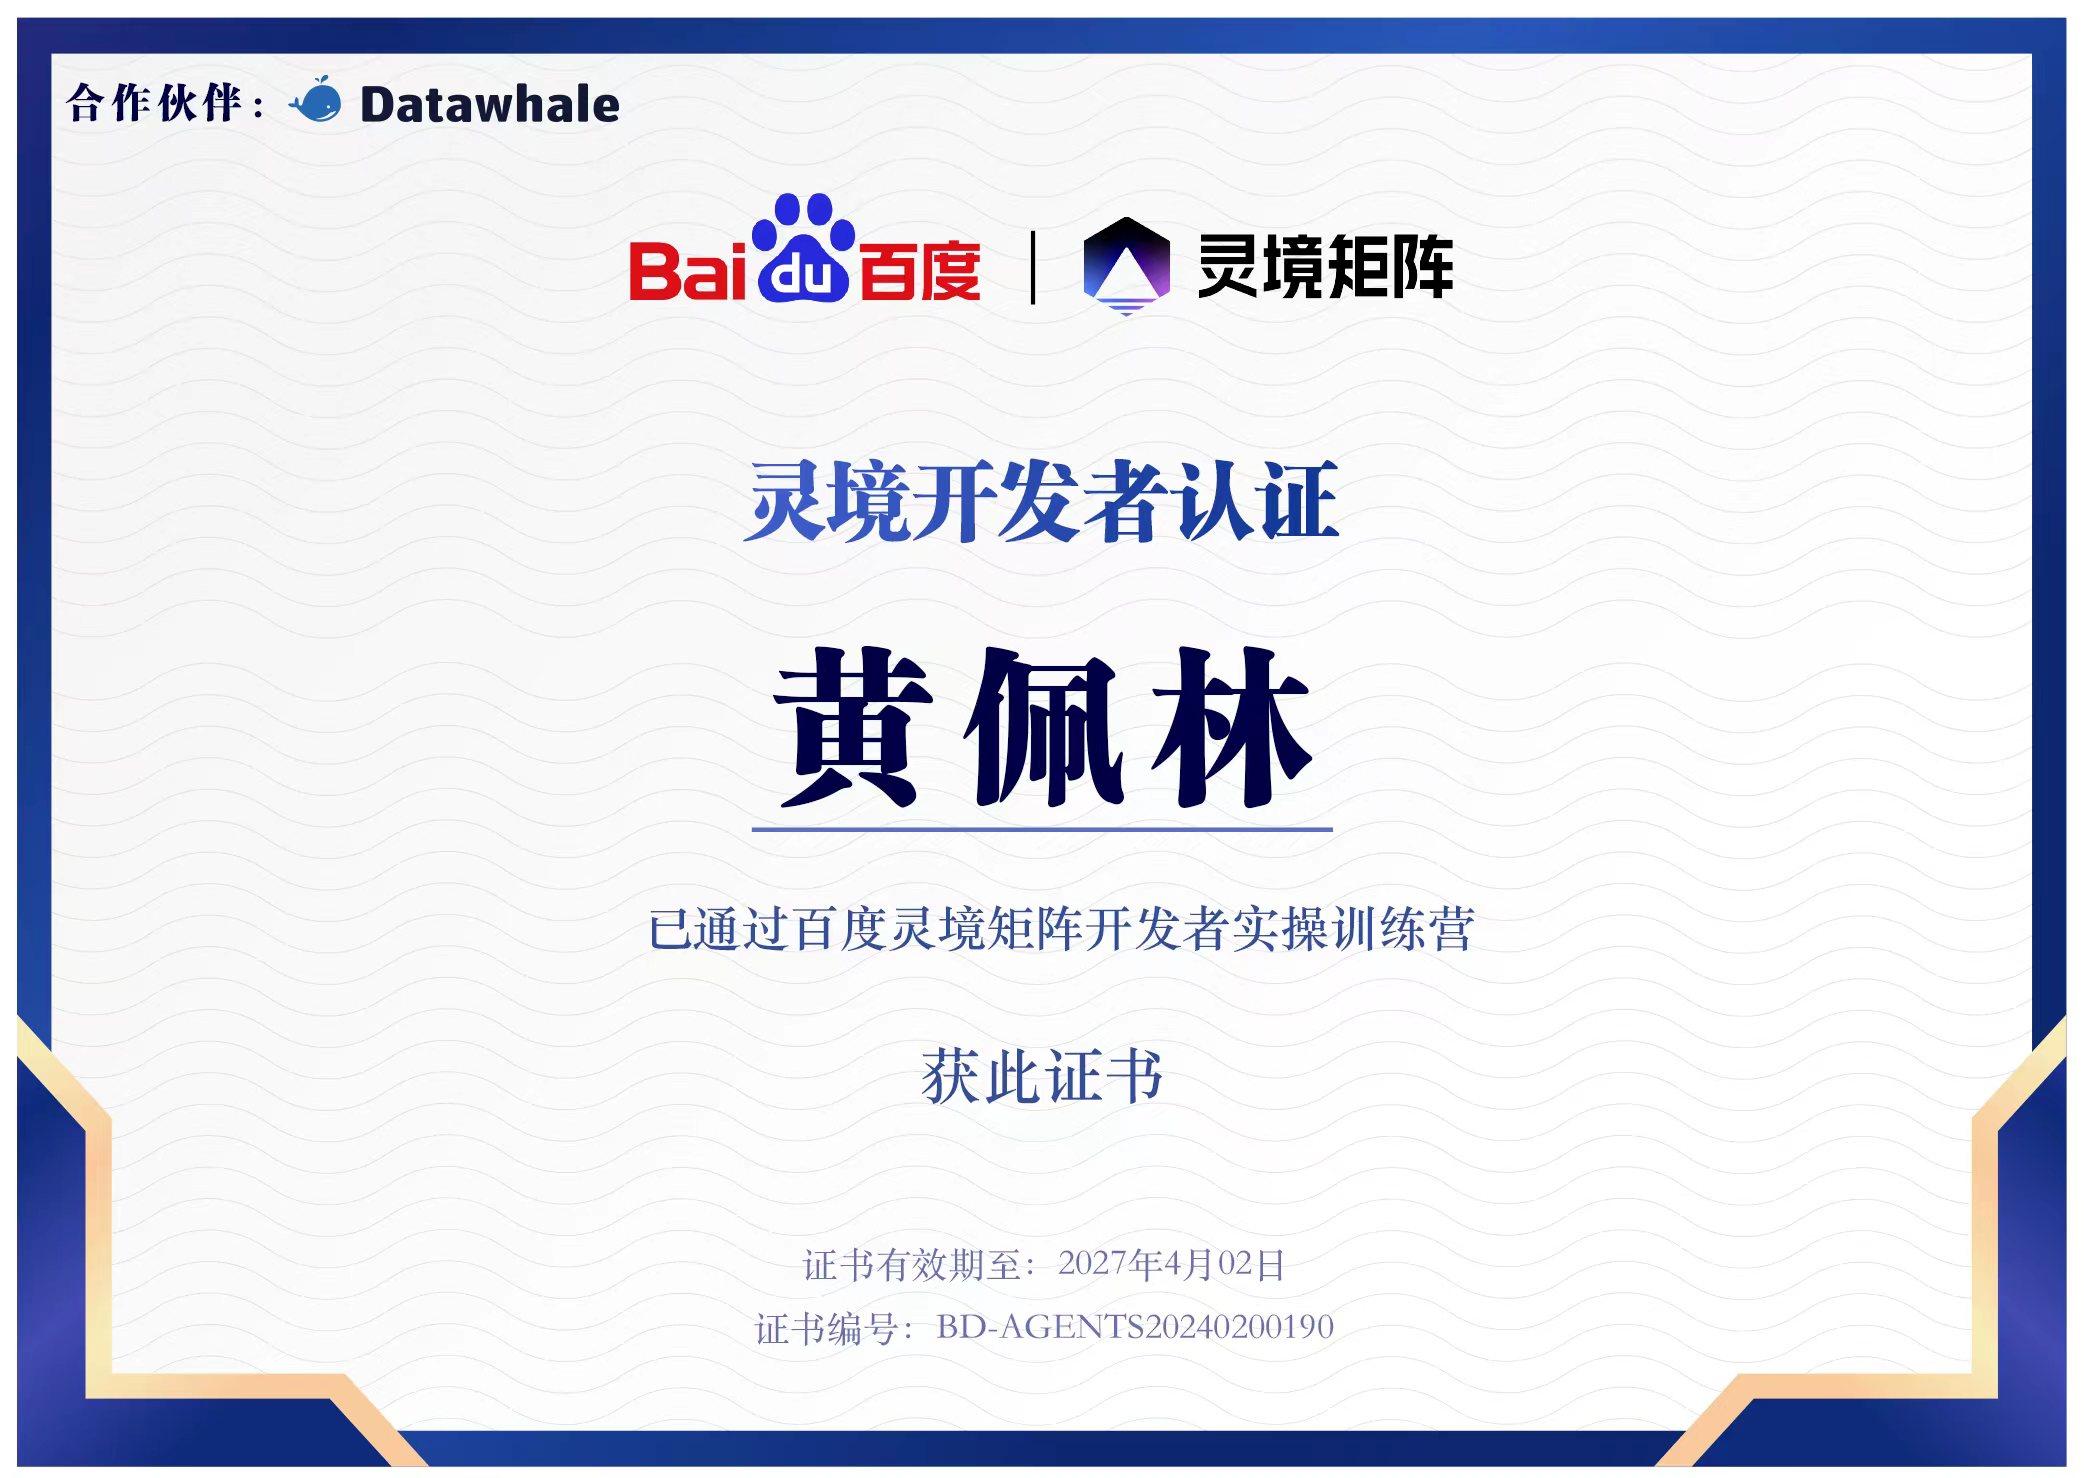 合作伙伴： Datawhale
Baidu百度 | 灵境矩阵
灵境开发者认证
黄佩林
已通过百度灵境矩阵开发者实操训练营
获此证书
证书有效期至：2027年4月02日
证书编号：BD-AGENTS20240200190